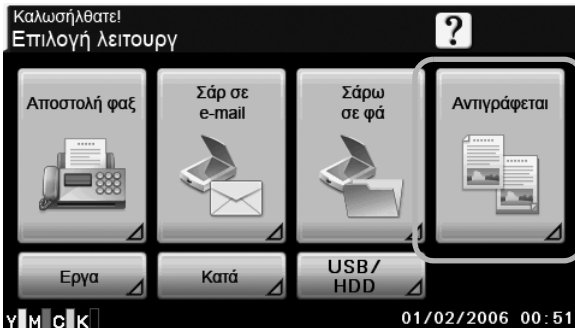 Καλωσήλθατε!
Επιλογή λειτουργ
?
Αποστολή φαξ
Σάρ σε
e-mail
Σάρω
σε φά
Αντιγράφεται
Εργα
Κατά
USB/
HDD
Y M C K
01/02/2006 00:51